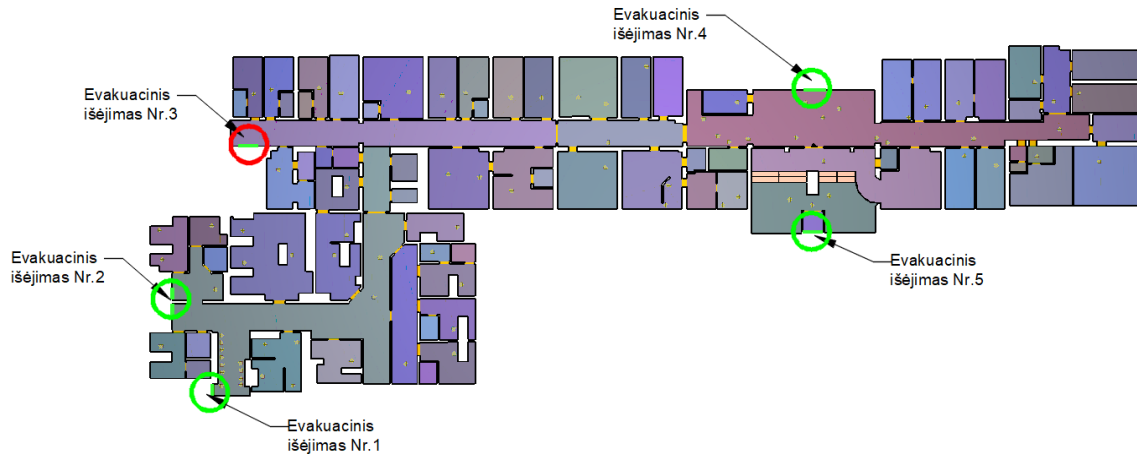 Evakuacinis
išėjimas Nr.4
Evakuacinis
išėjimas Nr.3
Evakuacinis
išėjimas Nr.2
Evakuacinis
išėjimas Nr.5
Evakuacinis
išėjimas Nr.1